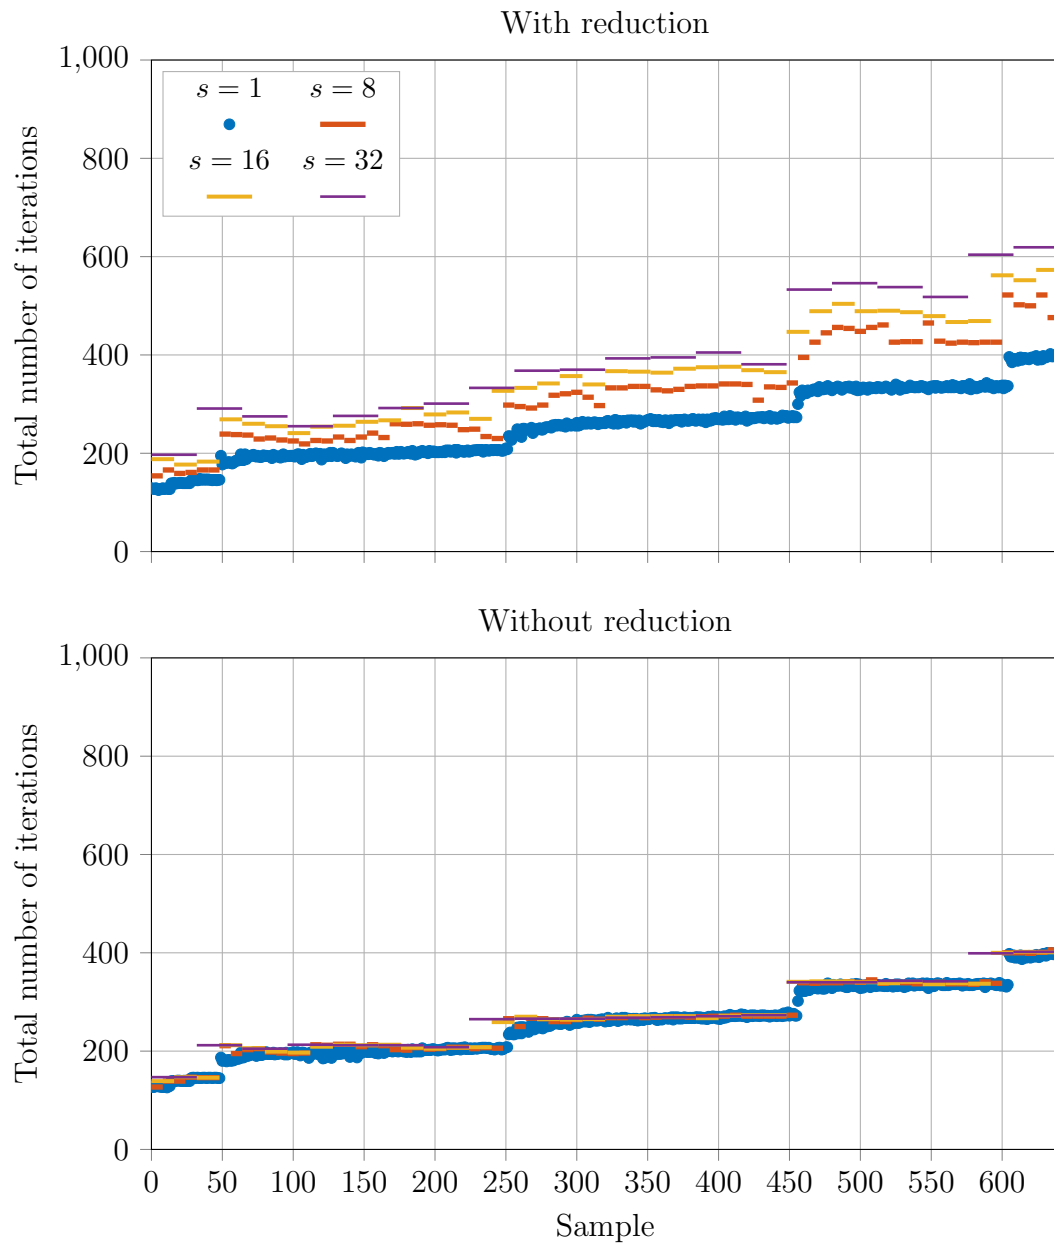 With reduction
1,000
800
600
400
200
0
Total number of iterations
s = 1 s = 8
s = 16 s = 32
Without reduction
1,000
800
600
400
200
0
Total number of iterations
0 50 100 150 200 250 300 350 400 450 500 550 600
Sample